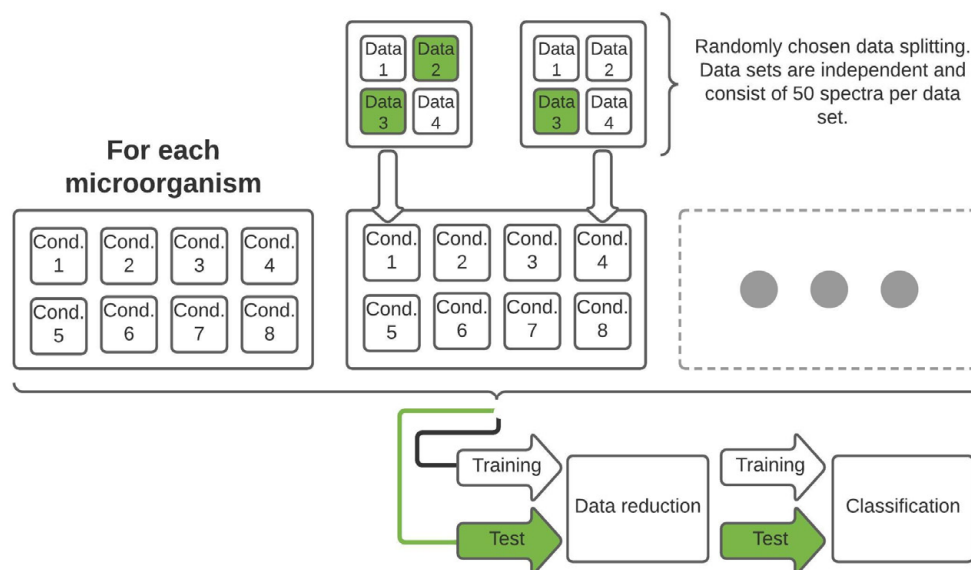 Data
1
Data
2
Data
3
Data
4
Data
1
Data
2
Data
3
Data
4
Randomly chosen data splitting.
Data sets are independent and
consist of 50 spectra per data
set.
For each
microorganism
Cond.
1
Cond.
2
Cond.
3
Cond.
4
Cond.
5
Cond.
6
Cond.
7
Cond.
8
Cond.
1
Cond.
2
Cond.
3
Cond.
4
Cond.
5
Cond.
6
Cond.
7
Cond.
8
Training
Test
Data reduction
Training
Test
Classification